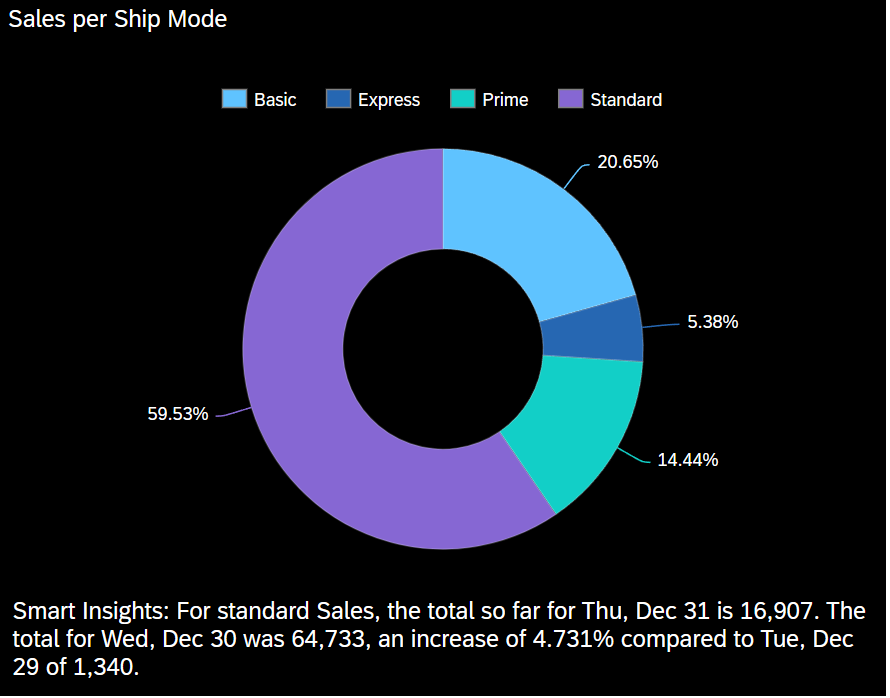 Sales per Ship Mode
Basic Express Prime Standard
20.65%
5.38%
59.53%
14.44%
Smart Insights: For standard Sales, the total so far for Thu, Dec 31 is 16,907. The
total for Wed, Dec 30 was 64,733, an increase of 4.731% compared to Tue, Dec
29 of 1,340.